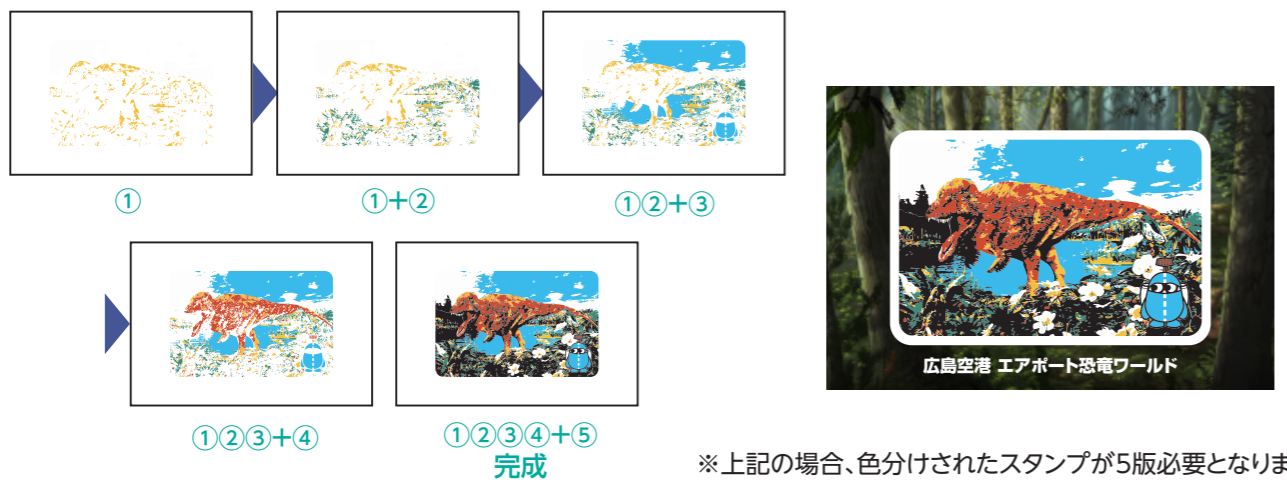 ①
①+②
①②+③
①②③+④
①②③④+⑤
完成
広島空港 エアポート恐竜ワールド
※上記の場合、色分けされたスタンプが5版必要となりま